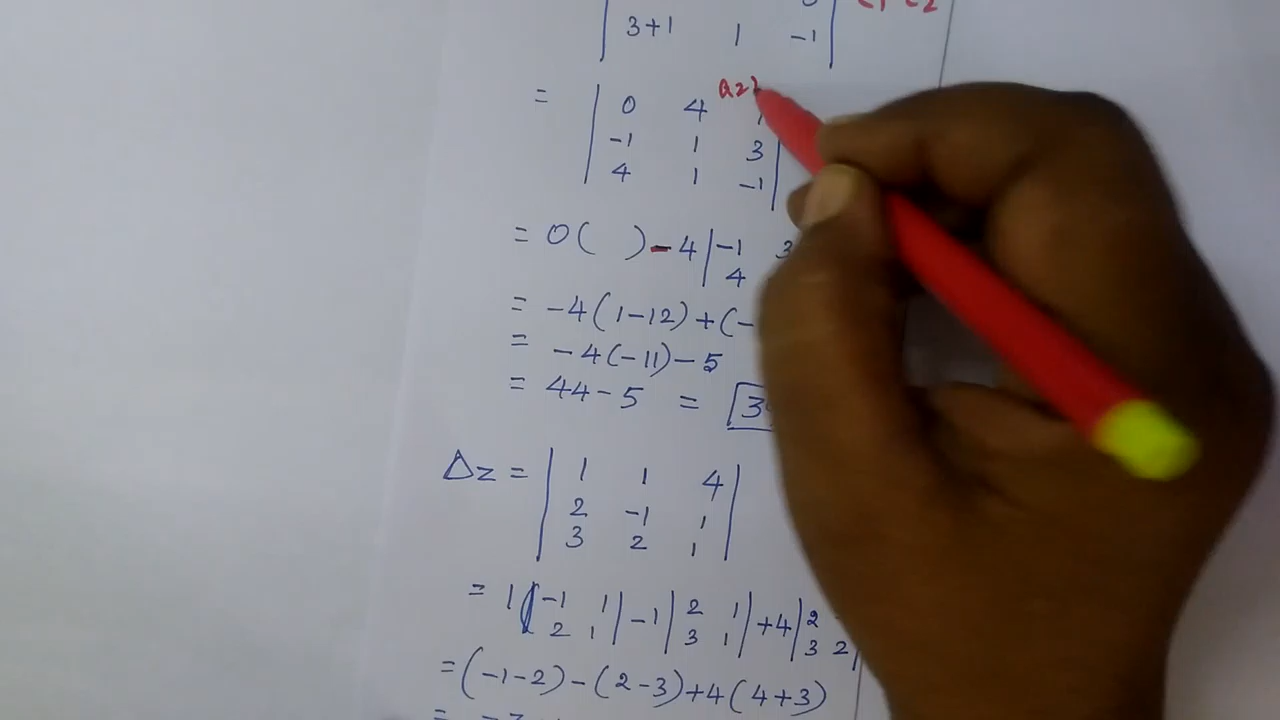 3+1 1 -1
= | 0 4 1
-1 1 3
4 1 -1 |
= 0( ) - 4 | -1 3
4
= -4(1-12)+(-
= -4(-11)-5
= 44-5 = 3
Δz = | 1 1 4 |
2 -1 1
3 2 1
= 1 | -1 1 | -1 | 2 1 | +4 | 2
2 1 3 1 3 2
= (-1-2)-(2-3)+4(4+3)